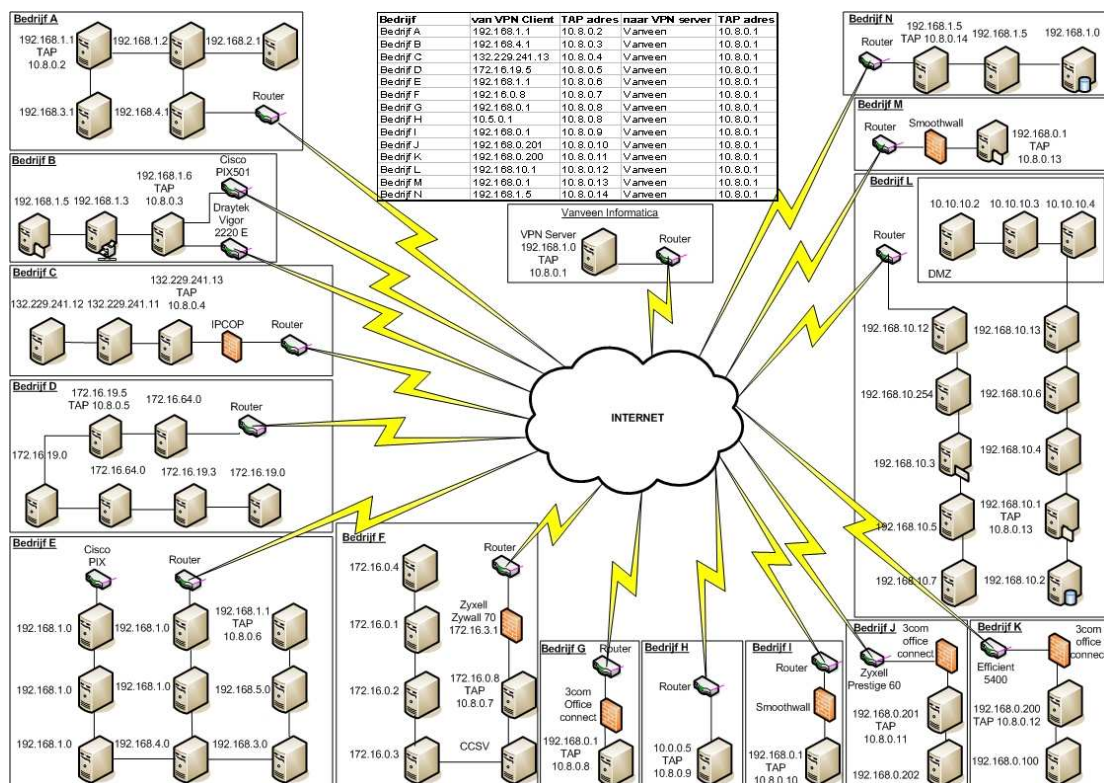 Bedrijf A
192.168.1.1
TAP
10.8.0.2
192.168.1.2
192.168.2.1
192.168.3.1
192.168.4.1
Router
Bedrijf B
Cisco
PIX501
192.168.1.6
TAP
10.8.0.3
192.168.1.5
192.168.1.3
Draytek
Vigor
2220 E
Bedrijf C
132.229.241.13
TAP
10.8.0.4
132.229.241.12
132.229.241.11
IPCOP
Router
Bedrijf D
172.16.19.5
TAP 10.8.0.5
172.16.64.0
Router
172.16.19.0
172.16.64.0
172.16.19.3
172.16.19.0
Bedrijf E
Cisco
PIX
Router
192.168.1.0
192.168.1.0
192.168.1.1
TAP
10.8.0.6
192.168.1.0
192.168.1.0
192.168.5.0
192.168.1.0
192.168.4.0
192.168.3.0
Bedrijf van VPN Client TAP adres naar VPN server TAP adres
Bedrijf A 192.168.1.1 10.8.0.2 Vanveen 10.8.0.1
Bedrijf B 192.168.4.1 10.8.0.3 Vanveen 10.8.0.1
Bedrijf C 132.229.241.13 10.8.0.4 Vanveen 10.8.0.1
Bedrijf D 172.16.19.5 10.8.0.5 Vanveen 10.8.0.1
Bedrijf E 192.168.1.1 10.8.0.6 Vanveen 10.8.0.1
Bedrijf F 192.16.0.8 10.8.0.7 Vanveen 10.8.0.1
Bedrijf G 192.168.0.1 10.8.0.8 Vanveen 10.8.0.1
Bedrijf H 10.5.0.1 10.8.0.8 Vanveen 10.8.0.1
Bedrijf I 192.168.0.1 10.8.0.9 Vanveen 10.8.0.1
Bedrijf J 192.168.0.201 10.8.0.10 Vanveen 10.8.0.1
Bedrijf K 192.168.0.200 10.8.0.11 Vanveen 10.8.0.1
Bedrijf L 192.168.10.1 10.8.0.12 Vanveen 10.8.0.1
Bedrijf M 192.168.0.1 10.8.0.13 Vanveen 10.8.0.1
Bedrijf N 192.168.1.5 10.8.0.14 Vanveen 10.8.0.1
Vanveen Informatica
VPN Server
192.168.1.0
TAP
10.8.0.1
Router
INTERNET
Bedrijf F
172.16.0.4
Router
172.16.0.1
Zyxell
Zywall 70
172.16.3.1
172.16.0.2
172.16.0.8
TAP
10.8.0.7
172.16.0.3
CCSV
Bedrijf G
Router
3com
Office
connect
192.168.0.1
TAP
10.8.0.8
Bedrijf H
Router
10.0.0.5
TAP
10.8.0.9
Bedrijf I
Router
Smoothwall
192.168.0.1
TAP
10.8.0.10
Bedrijf J
3com
office
connect
Zyxell
Prestige 60
192.168.0.201
TAP
10.8.0.11
192.168.0.202
Bedrijf K
3com
office
connect
Efficient
5400
192.168.0.200
TAP 10.8.0.12
192.168.0.100
Bedrijf N
Router
192.168.1.5
TAP 10.8.0.14
192.168.1.5
192.168.1.0
Bedrijf M
Router
Smoothwall
192.168.0.1
TAP
10.8.0.13
Bedrijf L
Router
10.10.10.2
10.10.10.3
10.10.10.4
DMZ
192.168.10.12
192.168.10.13
192.168.10.254
192.168.10.6
192.168.10.3
192.168.10.4
192.168.10.5
192.168.10.1
TAP
10.8.0.13
192.168.10.7
192.168.10.2